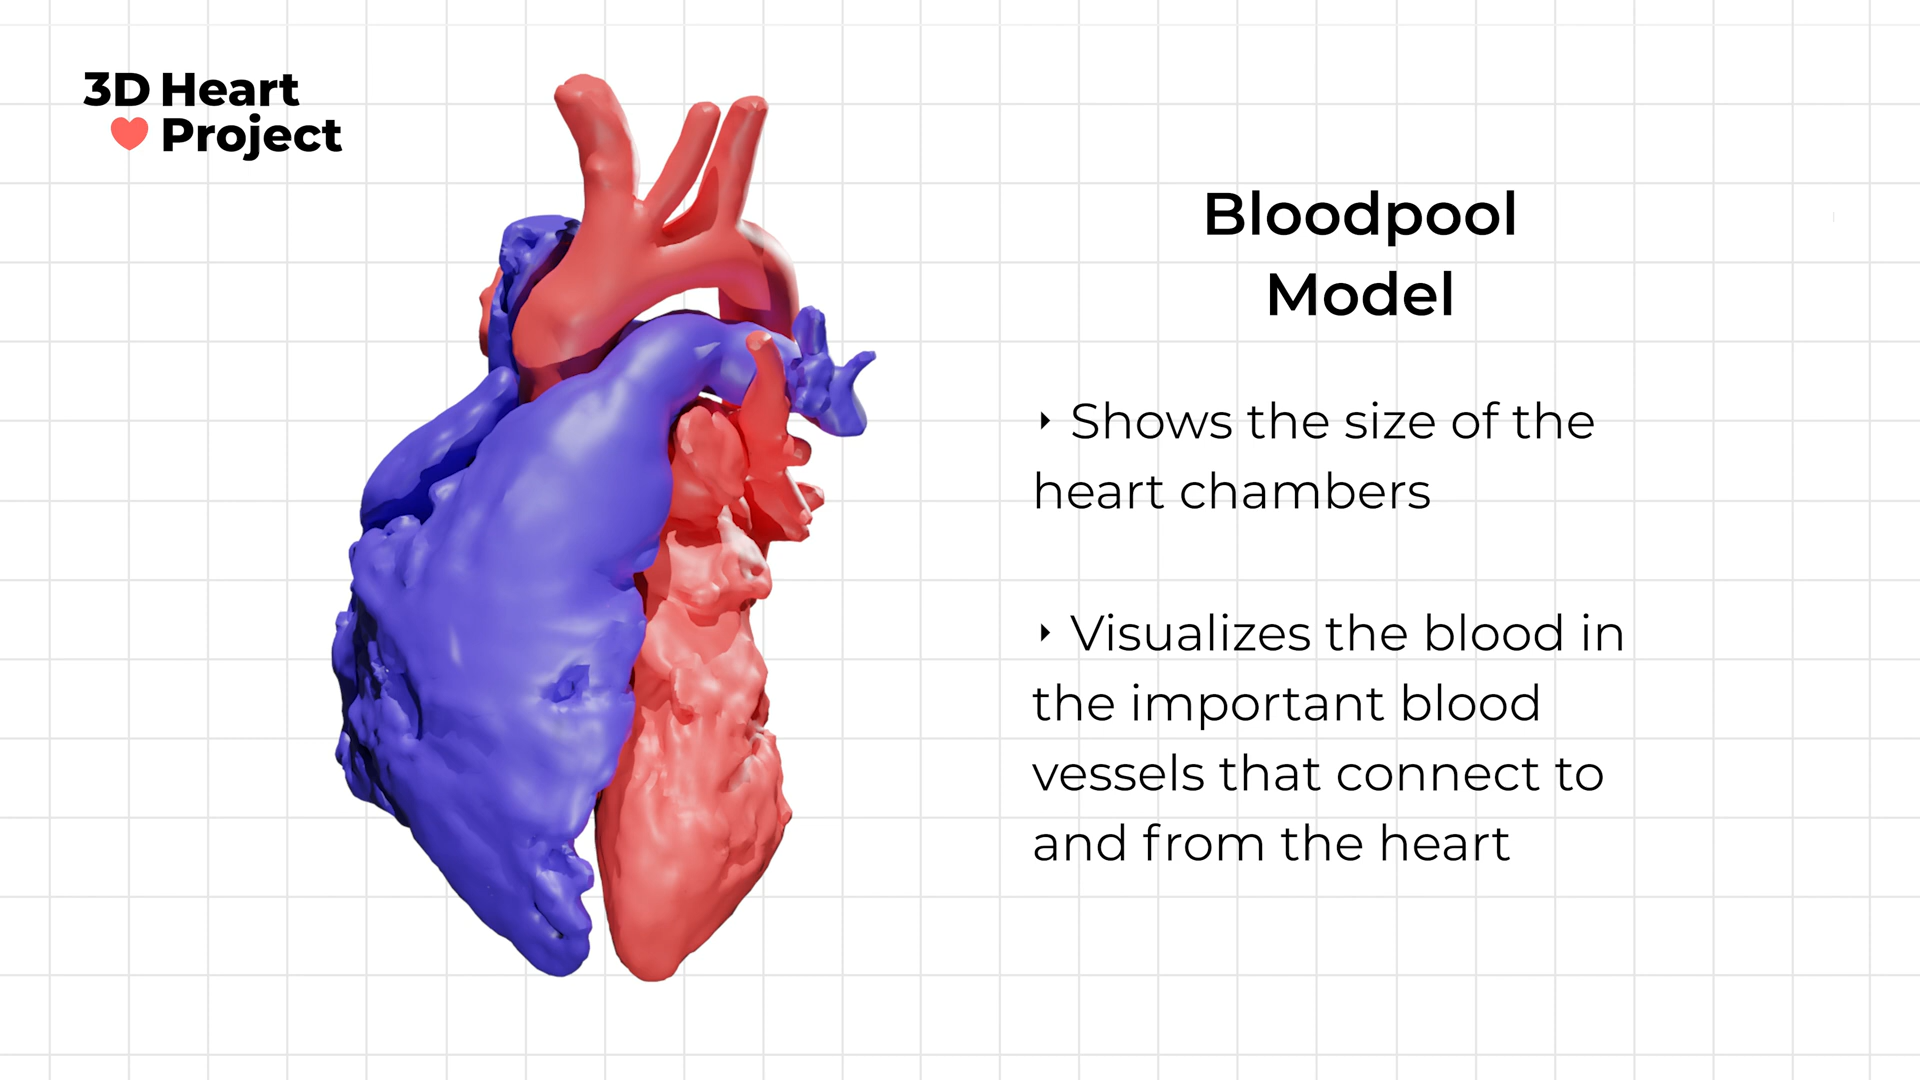 3D Heart
Project
Bloodpool
Model
‣ Shows the size of the
heart chambers
‣ Visualizes the blood in
the important blood
vessels that connect to
and from the heart